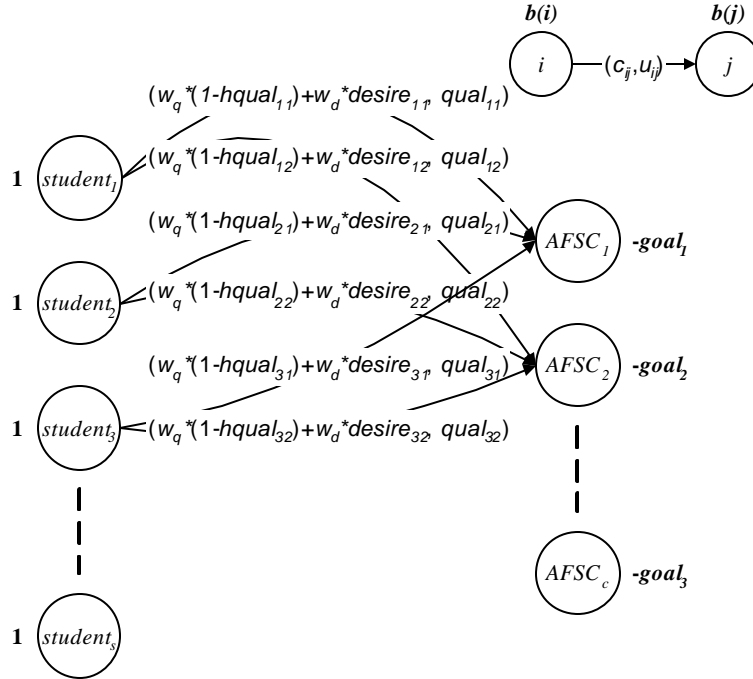 b(i) b(j)
i (c_ij,u_ij) j
(w_q*(1-hqual_11)+w_d*desire_11, qual_11)
1 student_1 (w_q*(1-hqual_12)+w_d*desire_12, qual_12)
(w_q*(1-hqual_21)+w_d*desire_21, qual_21)
AFSC_1 -goal_1
1 student_2 (w_q*(1-hqual_22)+w_d*desire_22, qual_22)
(w_q*(1-hqual_31)+w_d*desire_31, qual_31)
AFSC_2 -goal_2
1 student_3 (w_q*(1-hqual_32)+w_d*desire_32, qual_32)
AFSC_c -goal_3
1 student_s